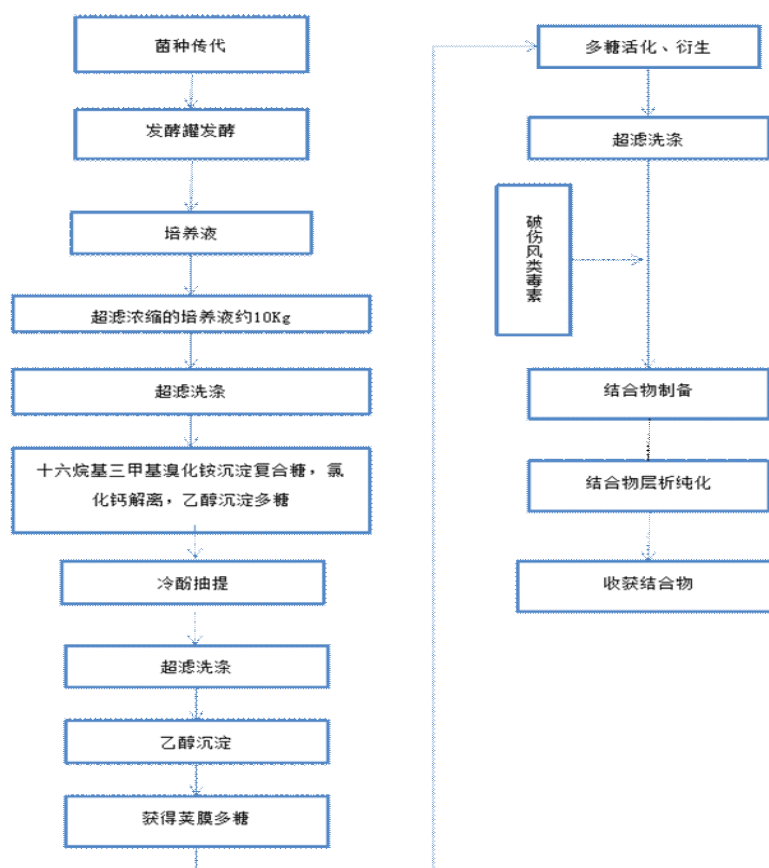 菌种传代
发酵罐发酵
培养液
超滤浓缩的培养液约10Kg
超滤洗涤
十六烷基三甲基溴化铵沉淀复合糖，氯
化钙解离，乙醇沉淀多糖
冷酚抽提
超滤洗涤
乙醇沉淀
获得荚膜多糖
多糖活化、衍生
超滤洗涤
破伤风类毒素
结合物制备
结合物层析纯化
收获结合物